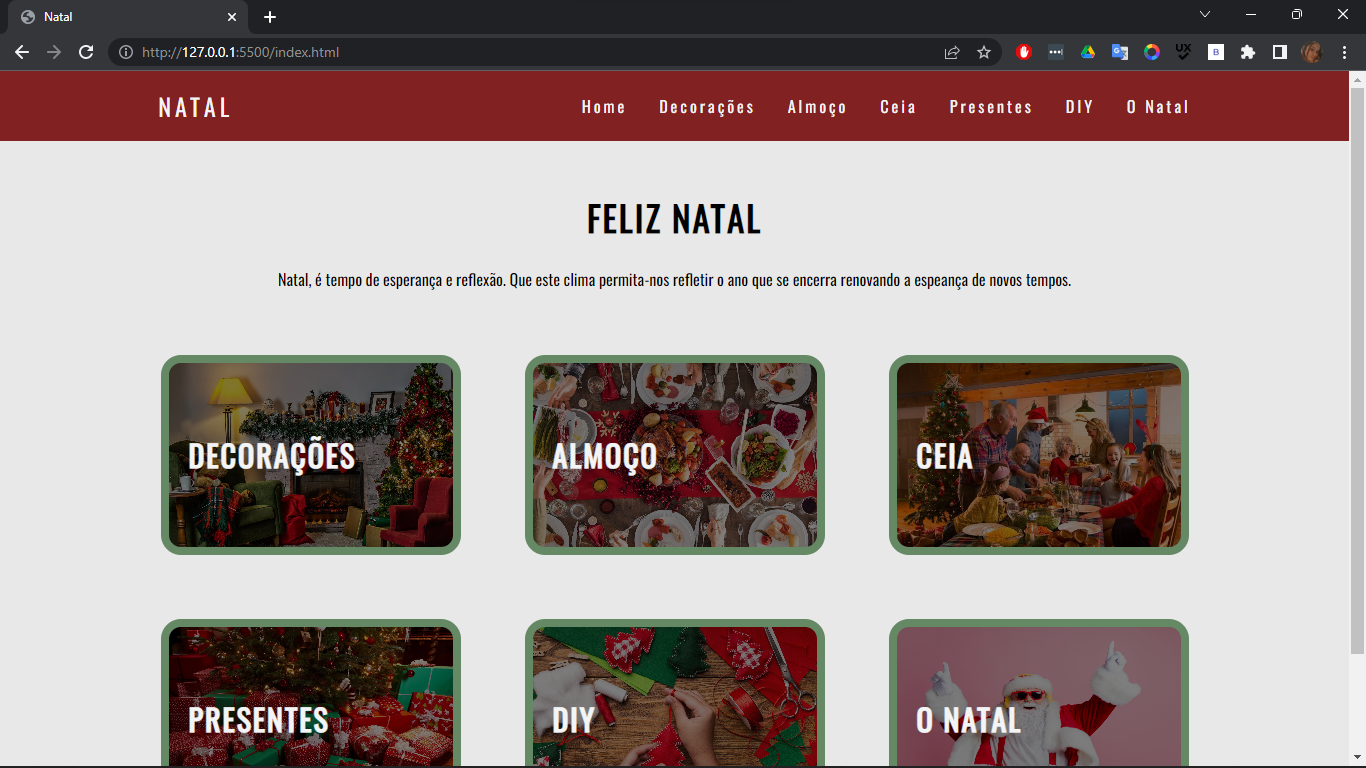 Natal
http://127.0.0.1:5500/index.html
UX
B
NATAL
Home Decorações Almoço Ceia Presentes DIY O Natal
FELIZ NATAL
Natal, é tempo de esperança e reflexão. Que este clima permita-nos refletir o ano que se encerra renovando a espeança de novos tempos.
DECORAÇÕES ALMOÇO CEIA
PRESENTES DIY O NATAL